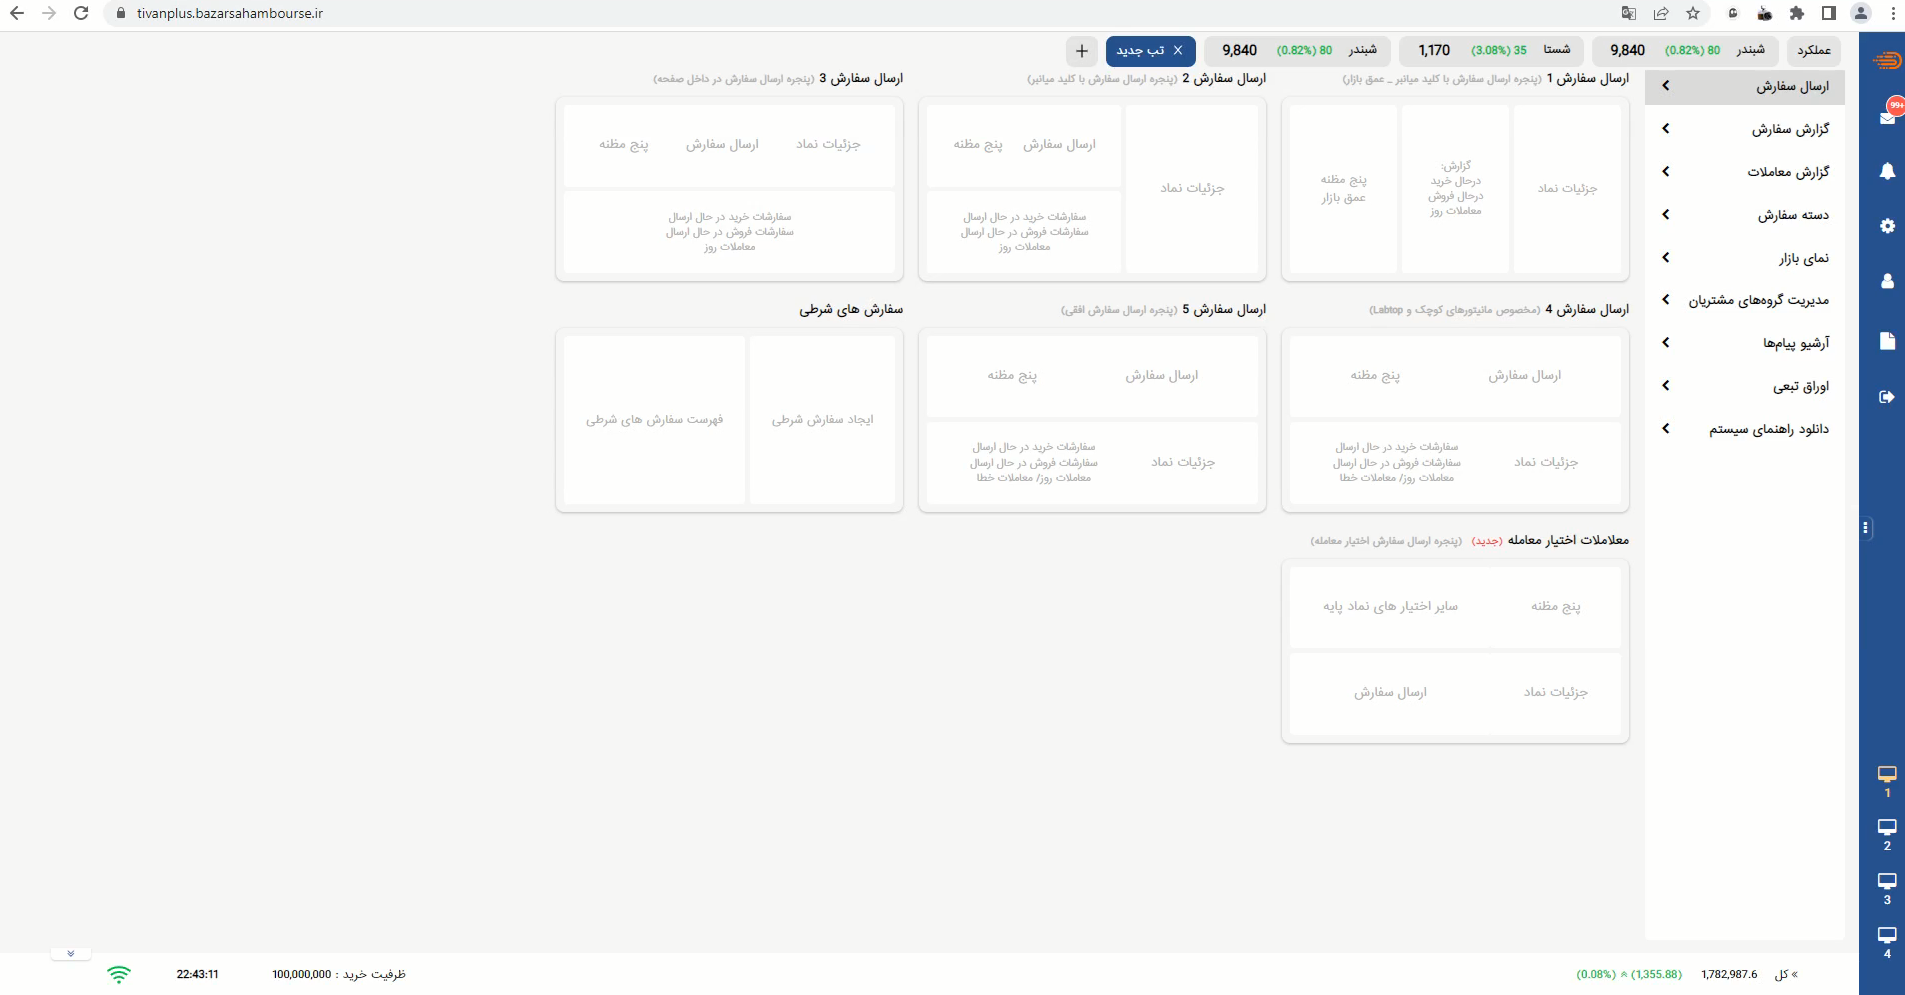 tivanplus.bazarsahambourse.ir
عملکرد
شبندر 80 (0.82%) 9,840
شستا 35 (3.08%) 1,170
شبندر 80 (0.82%) 9,840
تب جدید
ارسال سفارش
گزارش سفارش
گزارش معاملات
دسته سفارش
نمای بازار
مدیریت گروه‌های مشتریان
آرشیو پیام‌ها
اوراق تبعی
دانلود راهنمای سیستم
99+
1
2
3
4
ارسال سفارش 1 (پنجره ارسال سفارش با کلید میانبر _ عمق بازار)
جزئیات نماد
گزارش:
درحال خرید
درحال فروش
معاملات روز
پنج مظنه
عمق بازار
ارسال سفارش 2 (پنجره ارسال سفارش با کلید میانبر)
جزئیات نماد
ارسال سفارش
پنج مظنه
سفارشات خرید در حال ارسال
سفارشات فروش در حال ارسال
معاملات روز
ارسال سفارش 3 (پنجره ارسال سفارش در داخل صفحه)
جزئیات نماد
ارسال سفارش
پنج مظنه
سفارشات خرید در حال ارسال
سفارشات فروش در حال ارسال
معاملات روز
ارسال سفارش 4 (مخصوص مانیتورهای کوچک و Labtop)
ارسال سفارش
پنج مظنه
جزئیات نماد
سفارشات خرید در حال ارسال
سفارشات فروش در حال ارسال
معاملات روز/ معاملات خطا
ارسال سفارش 5 (پنجره ارسال سفارش افقی)
ارسال سفارش
پنج مظنه
جزئیات نماد
سفارشات خرید در حال ارسال
سفارشات فروش در حال ارسال
معاملات روز/ معاملات خطا
سفارش های شرطی
ایجاد سفارش شرطی
فهرست سفارش های شرطی
معلاملات اختیار معامله (جدید) (پنجره ارسال سفارش اختیار معامله)
پنج مظنه
سایر اختیار های نماد پایه
جزئیات نماد
ارسال سفارش
« کل 1,782,987.6 (1,355.88) (0.08%)
ظرفیت خرید : 100,000,000
22:43:11